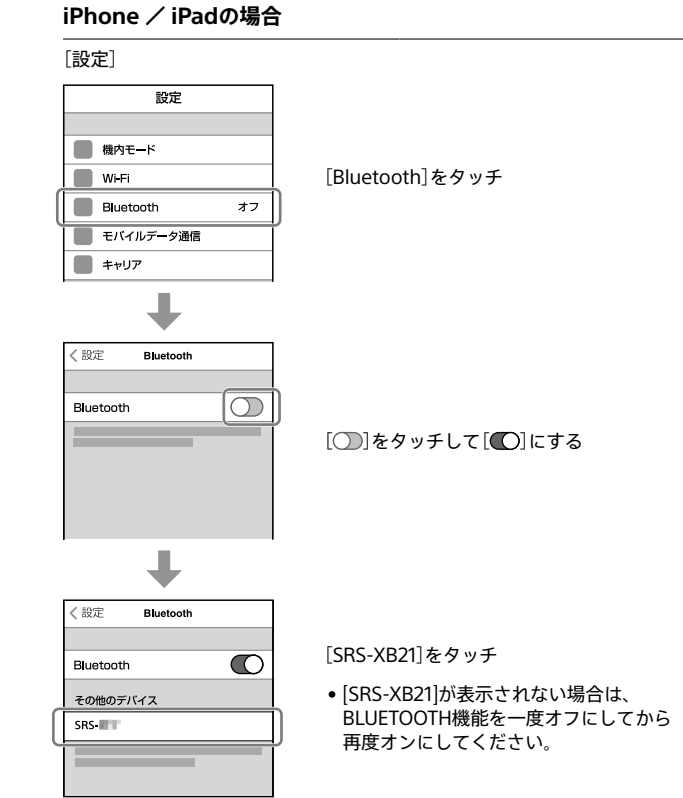 iPhone ／ iPadの場合
［設定］
設定
機内モード
Wi-Fi
Bluetooth オフ
モバイルデータ通信
キャリア
［Bluetooth］をタッチ
設定 Bluetooth
Bluetooth
［ ］をタッチして［ ］にする
設定 Bluetooth
Bluetooth
その他のデバイス
SRS-
［SRS-XB21］をタッチ
• [SRS-XB21]が表示されない場合は、
BLUETOOTH機能を一度オフにしてから
再度オンにしてください。